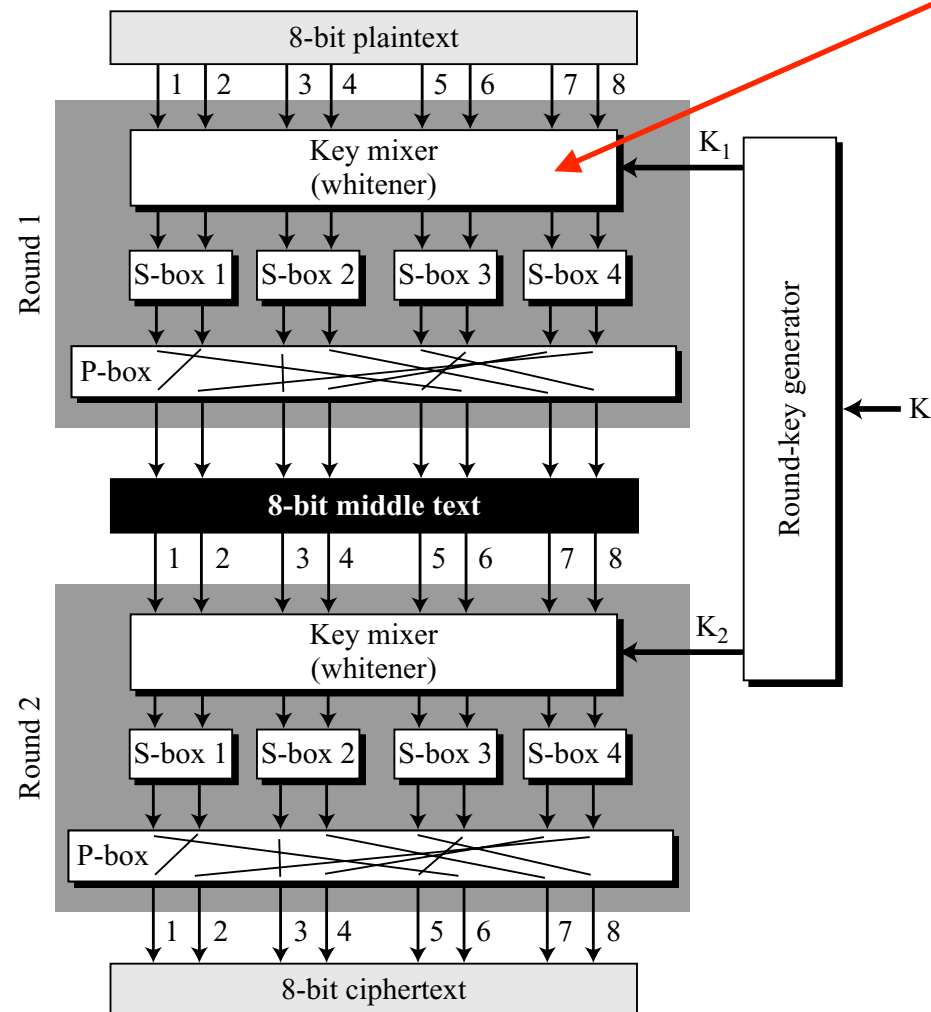 8-bit plaintext
1 2 3 4 5 6 7 8
Key mixer
(whitener)
K₁
Round 1
S-box 1 S-box 2 S-box 3 S-box 4
P-box
Round-key generator
K
8-bit middle text
1 2 3 4 5 6 7 8
Key mixer
(whitener)
K₂
Round 2
S-box 1 S-box 2 S-box 3 S-box 4
P-box
1 2 3 4 5 6 7 8
8-bit ciphertext